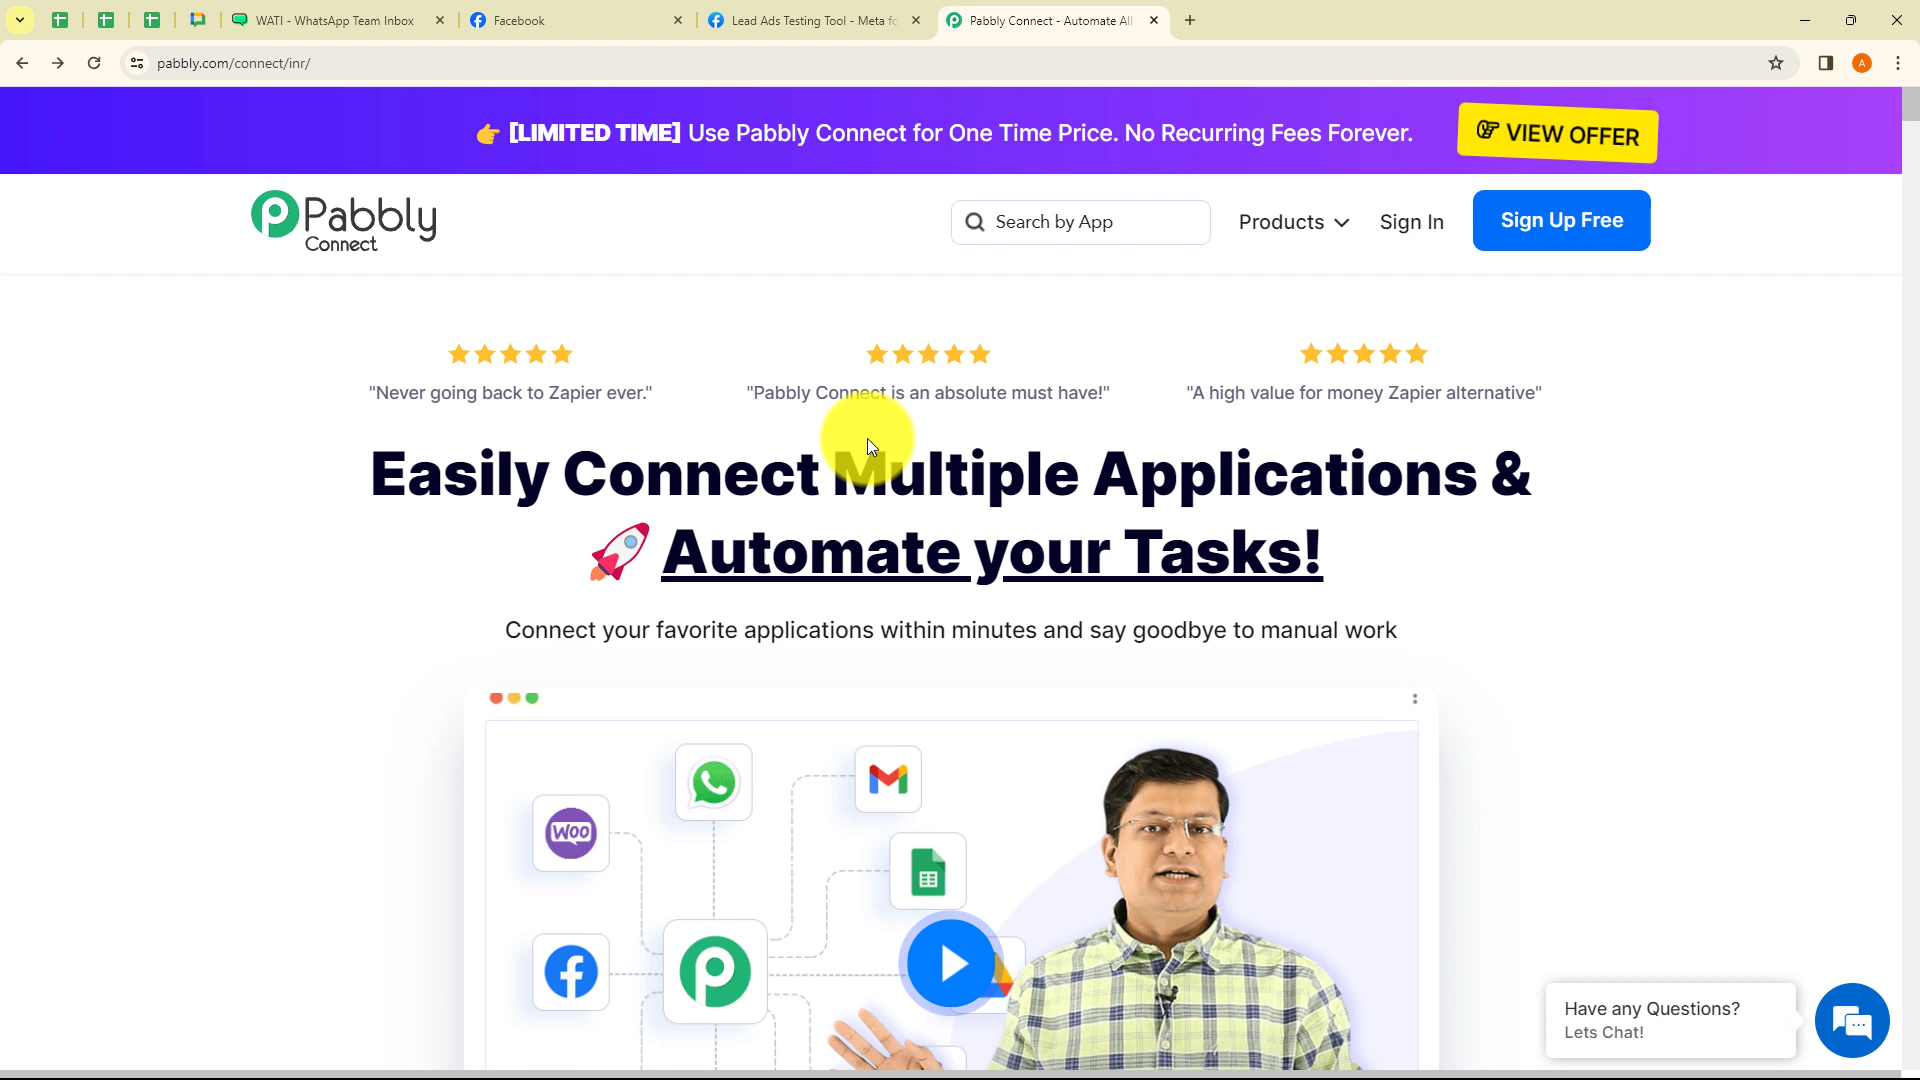 WATI - WhatsApp Team Inbox
Facebook
Lead Ads Testing Tool - Meta fo
Pabbly Connect - Automate All
pabbly.com/connect/inr/
A
[LIMITED TIME] Use Pabbly Connect for One Time Price. No Recurring Fees Forever.
VIEW OFFER
Pabbly
Connect
Search by App
Products
Sign In
Sign Up Free
"Never going back to Zapier ever."
"Pabbly Connect is an absolute must have!"
"A high value for money Zapier alternative"
Easily Connect Multiple Applications &
Automate your Tasks!
Connect your favorite applications within minutes and say goodbye to manual work
Woo
Have any Questions?
Lets Chat!